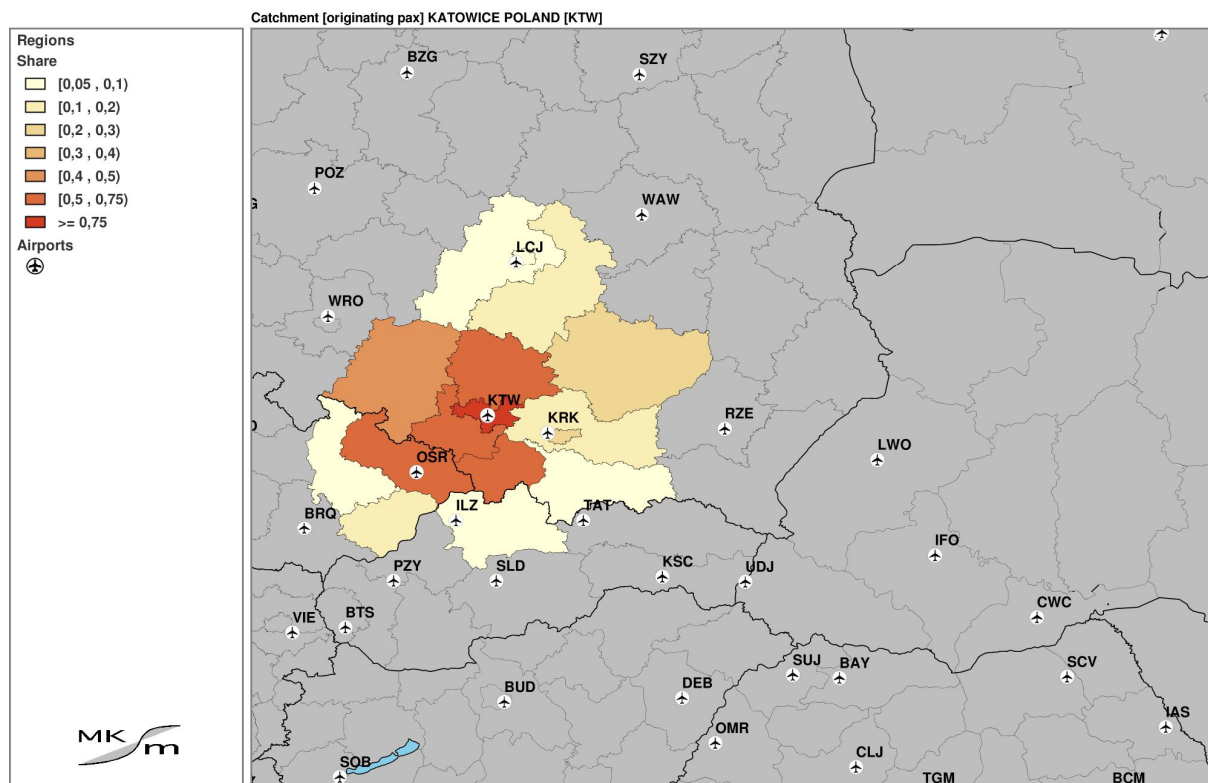 Catchment [originating pax] KATOWICE POLAND [KTW]
Regions
Share
[0,05 , 0,1)
[0,1 , 0,2)
[0,2 , 0,3)
[0,3 , 0,4)
[0,4 , 0,5)
[0,5 , 0,75)
>= 0,75
Airports
BZG
SZY
POZ
WAW
LCJ
WRO
KTW
KRK
RZE
LWO
OSR
BRQ
ILZ
TAT
IFO
PZY
SLD
KSC
UDJ
CWC
VIE
BTS
SUJ
BAY
SCV
BUD
DEB
OMR
IAS
SOB
CLJ
TGM
BCM
MK
m